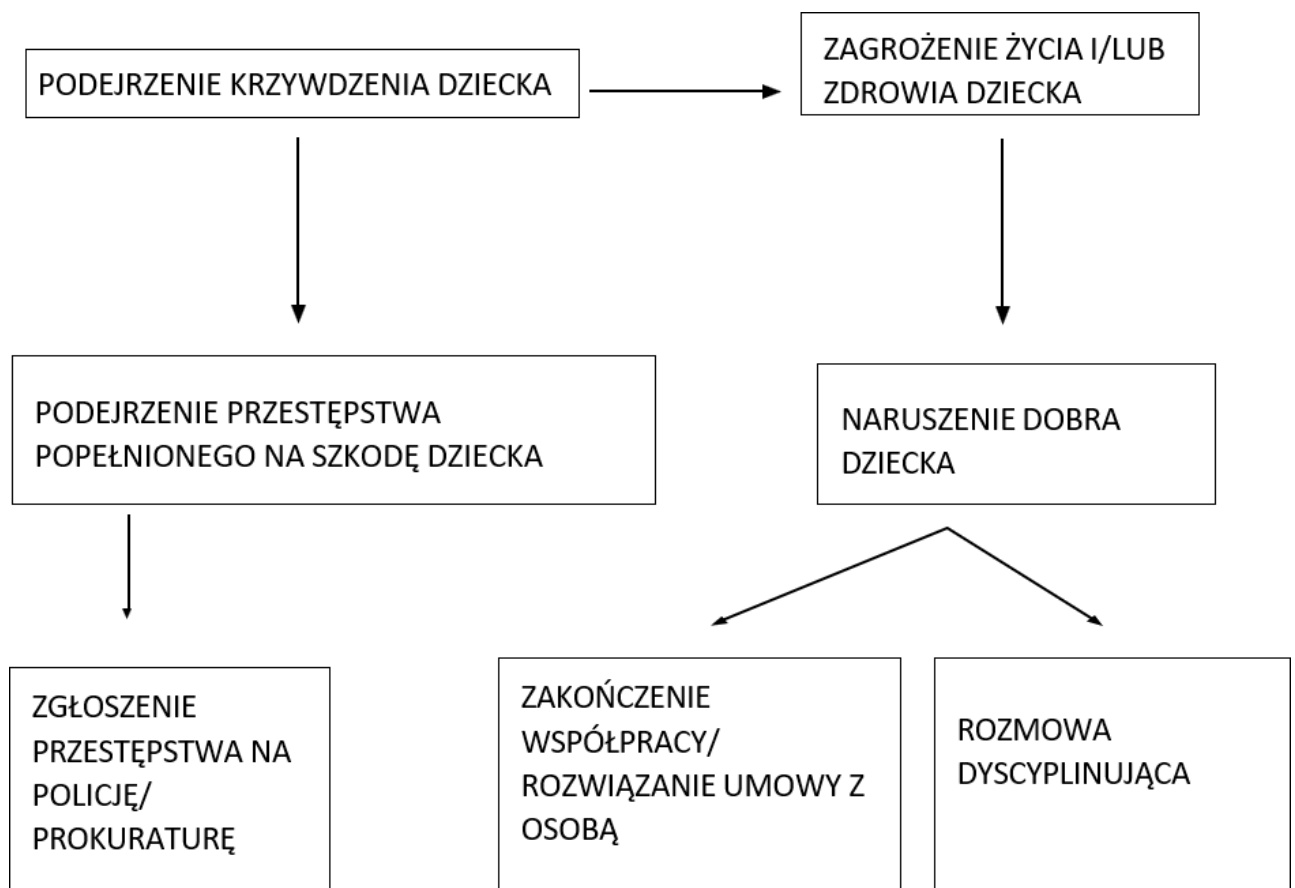 PODEJRZENIE KRZYWDZENIA DZIECKA
ZAGROŻENIE ŻYCIA I/LUB
ZDROWIA DZIECKA
PODEJRZENIE PRZESTĘPSTWA
POPEŁNIONEGO NA SZKODĘ DZIECKA
NARUSZENIE DOBRA
DZIECKA
ZGŁOSZENIE
PRZESTĘPSTWA NA
POLICJĘ/
PROKURATURĘ
ZAKOŃCZENIE
WSPÓŁPRACY/
ROZWIĄZANIE UMOWY Z
OSOBĄ
ROZMOWA
DYSCYPLINUJĄCA